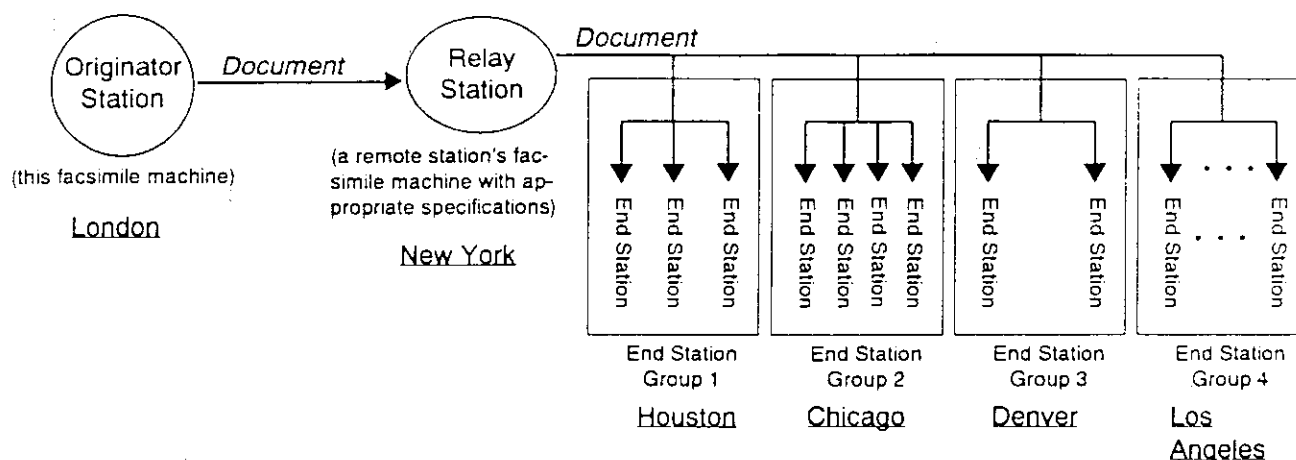 Originator
Station
Document
Relay
Station
Document
(this facsimile machine)
London
(a remote station's fac-
simile machine with ap-
propriate specifications)
New York
End Station
End Station
End Station
End Station
End Station
End Station
End Station
End Station
End Station
End Station
. . .
. . .
End Station
End Station
Group 1
Houston
End Station
Group 2
Chicago
End Station
Group 3
Denver
End Station
Group 4
Los
Angeles